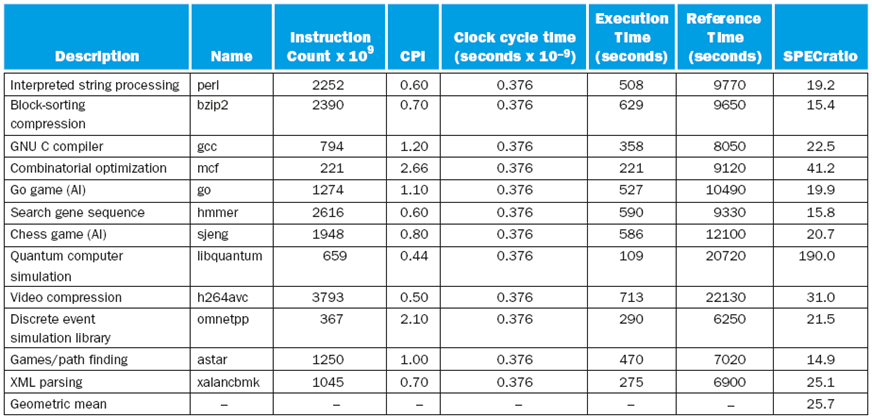 Description Name Instruction Count x 10^9 CPI Clock cycle time (seconds x 10^–9) Execution Time (seconds) Reference Time (seconds) SPECratio
Interpreted string processing perl 2252 0.60 0.376 508 9770 19.2
Block-sorting compression bzip2 2390 0.70 0.376 629 9650 15.4
GNU C compiler gcc 794 1.20 0.376 358 8050 22.5
Combinatorial optimization mcf 221 2.66 0.376 221 9120 41.2
Go game (AI) go 1274 1.10 0.376 527 10490 19.9
Search gene sequence hmmer 2616 0.60 0.376 590 9330 15.8
Chess game (AI) sjeng 1948 0.80 0.376 586 12100 20.7
Quantum computer simulation libquantum 659 0.44 0.376 109 20720 190.0
Video compression h264avc 3793 0.50 0.376 713 22130 31.0
Discrete event simulation library omnetpp 367 2.10 0.376 290 6250 21.5
Games/path finding astar 1250 1.00 0.376 470 7020 14.9
XML parsing xalancbmk 1045 0.70 0.376 275 6900 25.1
Geometric mean – – – – – – 25.7